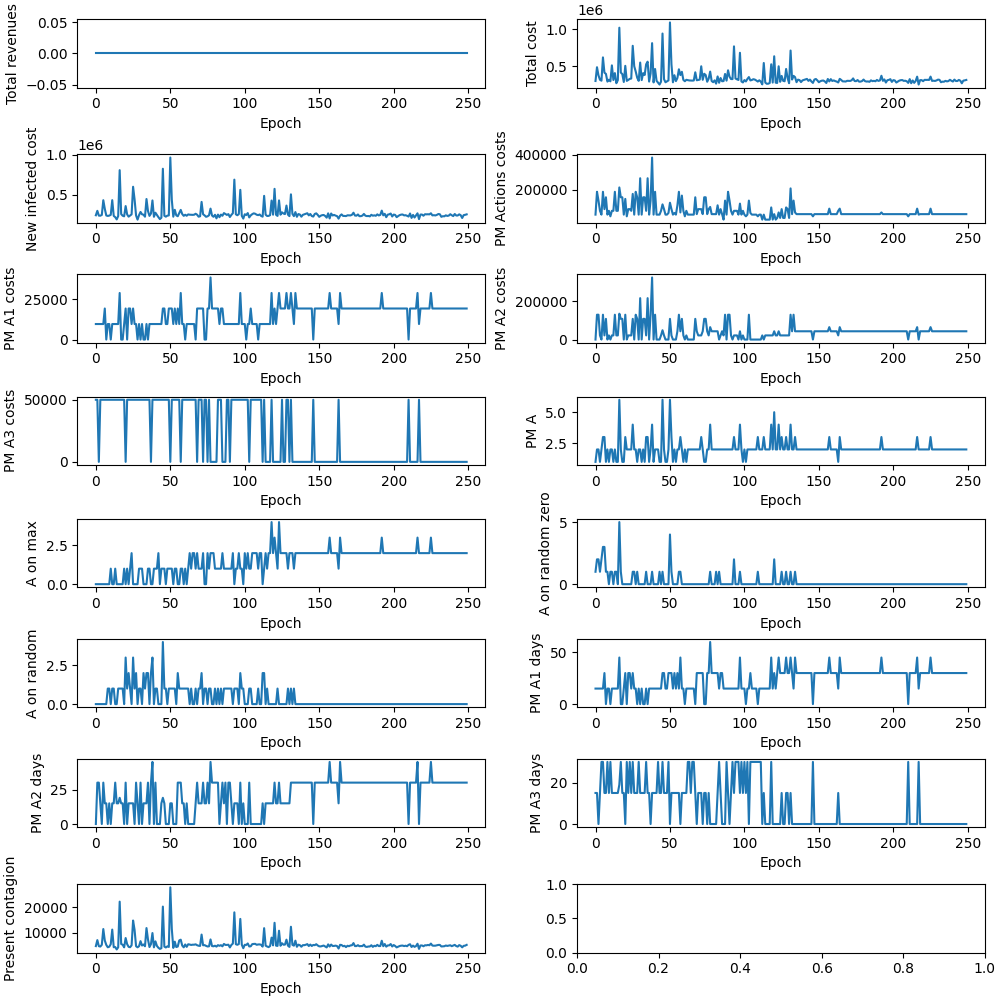 Total revenues
0.05
0.00
−0.05
0 50 100 150 200 250
Epoch
1e6
Total cost
1.0
0.5
0 50 100 150 200 250
Epoch
1e6
New infected cost
1.0
0.5
0 50 100 150 200 250
Epoch
PM Actions costs
400000
200000
0 50 100 150 200 250
Epoch
PM A1 costs
25000
0
0 50 100 150 200 250
Epoch
PM A2 costs
200000
0
0 50 100 150 200 250
Epoch
PM A3 costs
50000
0
0 50 100 150 200 250
Epoch
PM A
5.0
2.5
0 50 100 150 200 250
Epoch
A on max
2.5
0.0
0 50 100 150 200 250
Epoch
A on random zero
5
0
0 50 100 150 200 250
Epoch
A on random
2.5
0.0
0 50 100 150 200 250
Epoch
PM A1 days
50
0
0 50 100 150 200 250
Epoch
PM A2 days
25
0
0 50 100 150 200 250
Epoch
PM A3 days
20
0
0 50 100 150 200 250
Epoch
Present contagion
20000
10000
0 50 100 150 200 250
Epoch
1.0
0.5
0.0
0.0 0.2 0.4 0.6 0.8 1.0